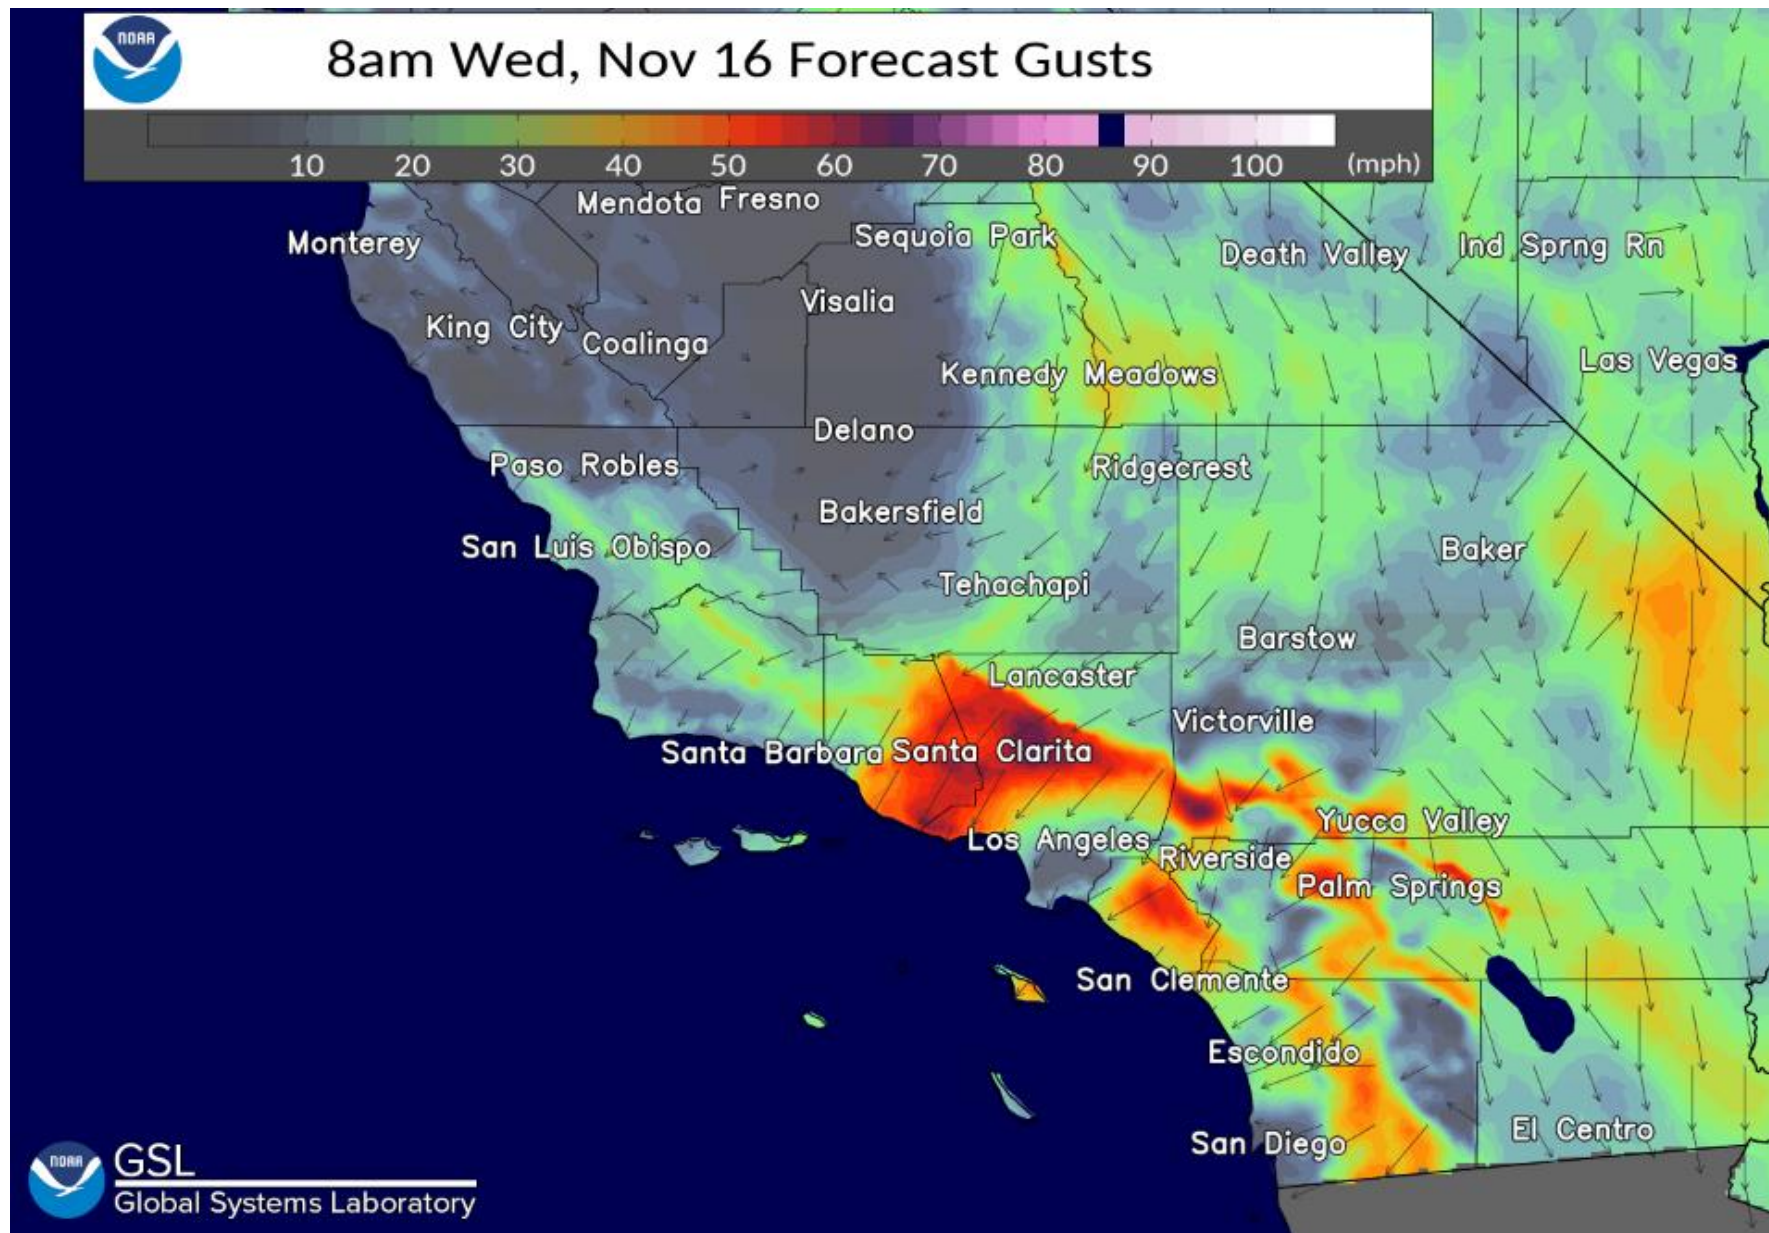 NOAA
8am Wed, Nov 16 Forecast Gusts
10 20 30 40 50 60 70 80 90 100 (mph)
Mendota Fresno
Monterey
Sequoia Park
Death Valley
Ind Sprng Rn
Visalia
King City
Coalinga
Kennedy Meadows
Las Vegas
Delano
Paso Robles
Ridgecrest
Bakersfield
San Luis Obispo
Baker
Tehachapi
Barstow
Lancaster
Victorville
Santa Barbara
Santa Clarita
Yucca Valley
Los Angeles
Riverside
Palm Springs
San Clemente
Escondido
San Diego
El Centro
NOAA
GSL
Global Systems Laboratory